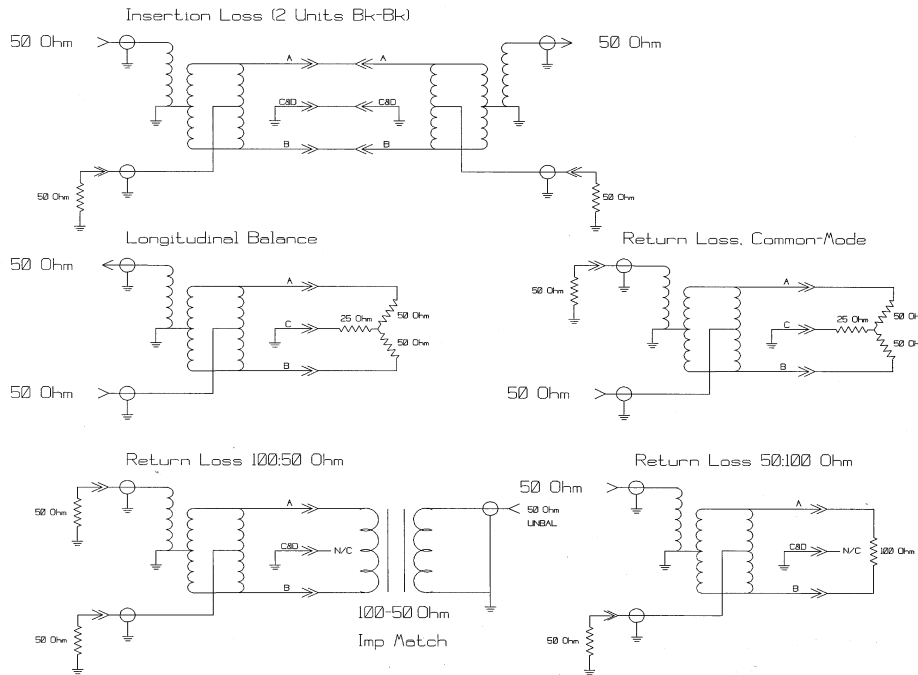 Insertion Loss (2 Units Bk-Bk)
50 Ohm
50 Ohm
A
A
C&D
C&D
B
B
50 Ohm
50 Ohm
Longitudinal Balance
50 Ohm
A
50 Ohm
25 Ohm
C
50 Ohm
B
50 Ohm
Return Loss, Common-Mode
50 Ohm
A
50 Oh
25 Ohm
C
50 Oh
B
50 Ohm
Return Loss 100:50 Ohm
50 Ohm
A
C&D
N/C
B
50 Ohm
50 Ohm
UNBAL
100-50 Ohm
Imp Match
Return Loss 50:100 Ohm
50 Ohm
A
C&D
N/C
100 Ohm
B
50 Ohm